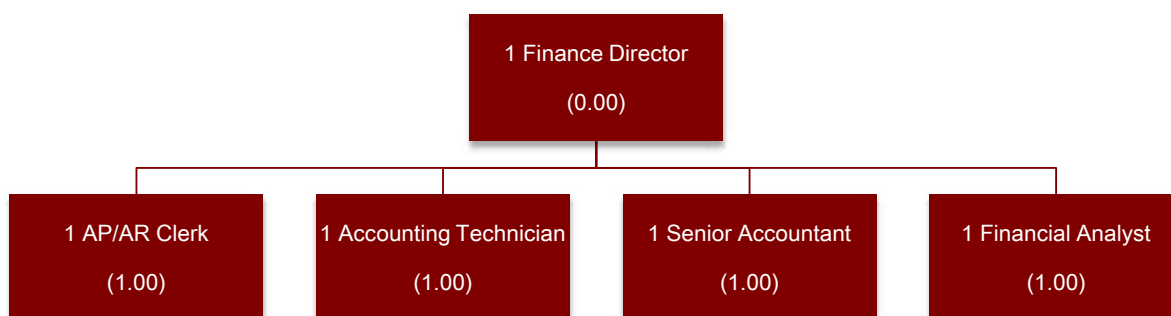 1 Finance Director
(0.00)
1 AP/AR Clerk
(1.00)
1 Accounting Technician
(1.00)
1 Senior Accountant
(1.00)
1 Financial Analyst
(1.00)